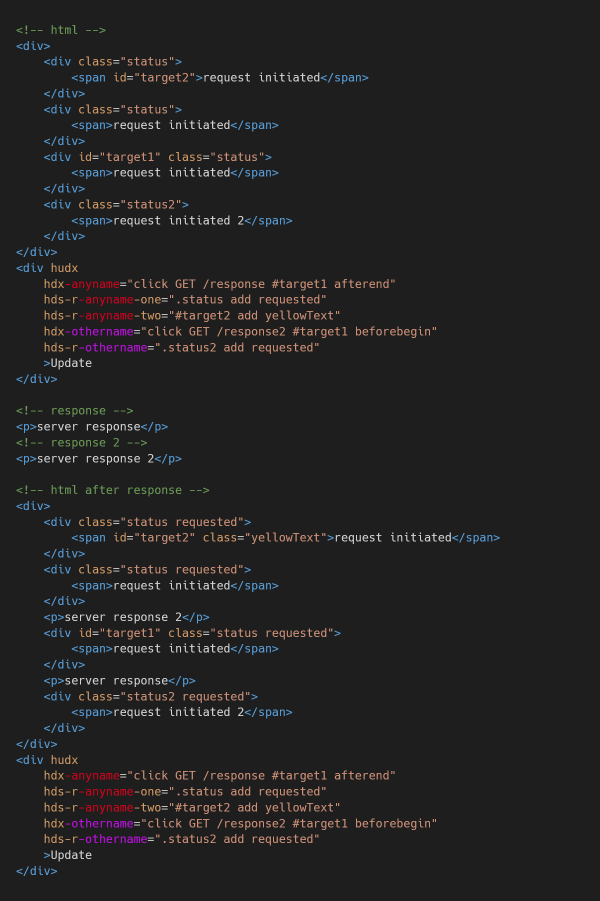 <!-- html -->
<div>
    <div class="status">
        <span id="target2">request initiated</span>
    </div>
    <div class="status">
        <span>request initiated</span>
    </div>
    <div id="target1" class="status">
        <span>request initiated</span>
    </div>
    <div class="status2">
        <span>request initiated 2</span>
    </div>
</div>
<div hudx
    hdx-anyname="click GET /response #target1 afterend"
    hds-r-anyname-one=".status add requested"
    hds-r-anyname-two="#target2 add yellowText"
    hdx-othername="click GET /response2 #target1 beforebegin"
    hds-r-othername=".status2 add requested"
    >Update
</div>

<!-- response -->
<p>server response</p>
<!-- response 2 -->
<p>server response 2</p>

<!-- html after response -->
<div>
    <div class="status requested">
        <span id="target2" class="yellowText">request initiated</span>
    </div>
    <div class="status requested">
        <span>request initiated</span>
    </div>
    <p>server response 2</p>
    <div id="target1" class="status requested">
        <span>request initiated</span>
    </div>
    <p>server response</p>
    <div class="status2 requested">
        <span>request initiated 2</span>
    </div>
</div>
<div hudx
    hdx-anyname="click GET /response #target1 afterend"
    hds-r-anyname-one=".status add requested"
    hds-r-anyname-two="#target2 add yellowText"
    hdx-othername="click GET /response2 #target1 beforebegin"
    hds-r-othername=".status2 add requested"
    >Update
</div>